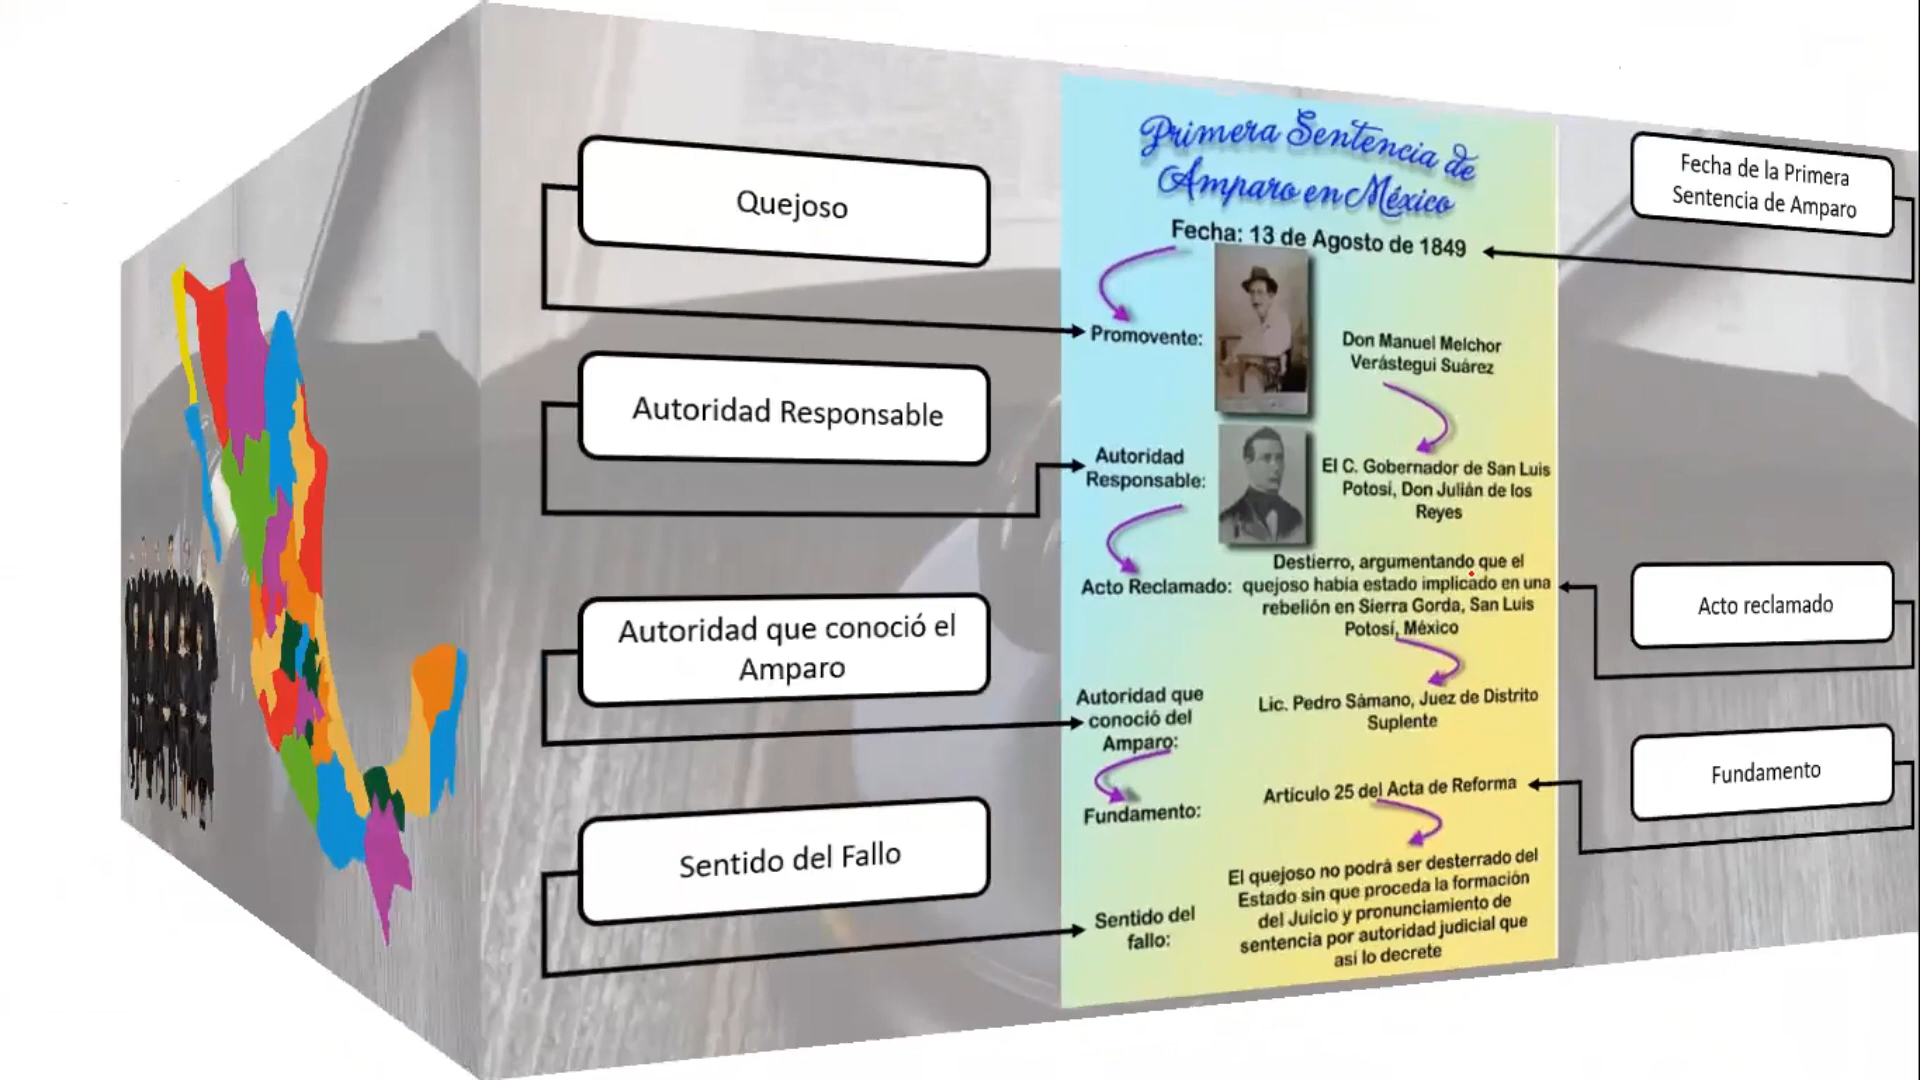 Quejoso
Autoridad Responsable
Autoridad que conoció el
Amparo
Sentido del Fallo
Primera Sentencia de
Amparo en México
Fecha: 13 de Agosto de 1849
Promovente:
Don Manuel Melchor
Verástegui Suárez
Autoridad
Responsable:
El C. Gobernador de San Luis
Potosí, Don Julián de los
Reyes
Acto Reclamado:
Destierro, argumentando que el
quejoso había estado implicado en una
rebelión en Sierra Gorda, San Luis
Potosí, México
Autoridad que
conoció del
Amparo:
Lic. Pedro Sámano, Juez de Distrito
Suplente
Fundamento:
Artículo 25 del Acta de Reforma
Sentido del
fallo:
El quejoso no podrá ser desterrado del
Estado sin que proceda la formación
del Juicio y pronunciamiento de
sentencia por autoridad judicial que
así lo decrete
Fecha de la Primera
Sentencia de Amparo
Acto reclamado
Fundamento